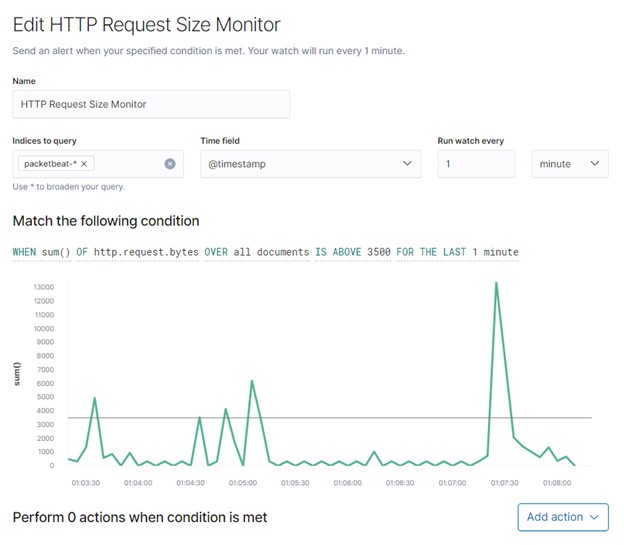 Edit HTTP Request Size Monitor
Send an alert when your specified condition is met. Your watch will run every 1 minute.
Name
HTTP Request Size Monitor
Indices to query
Time field
Run watch every
packetbeat-* ×
@timestamp
1
minute
Use * to broaden your query.
Match the following condition
WHEN sum() OF http.request.bytes OVER all documents IS ABOVE 3500 FOR THE LAST 1 minute
13000
12000
11000
10000
9000
8000
7000
6000
5000
4000
3000
2000
1000
0
sum()
01:03:30
01:04:00
01:04:30
01:05:00
01:05:30
01:06:00
01:06:30
01:07:00
01:07:30
01:08:00
Perform 0 actions when condition is met
Add action